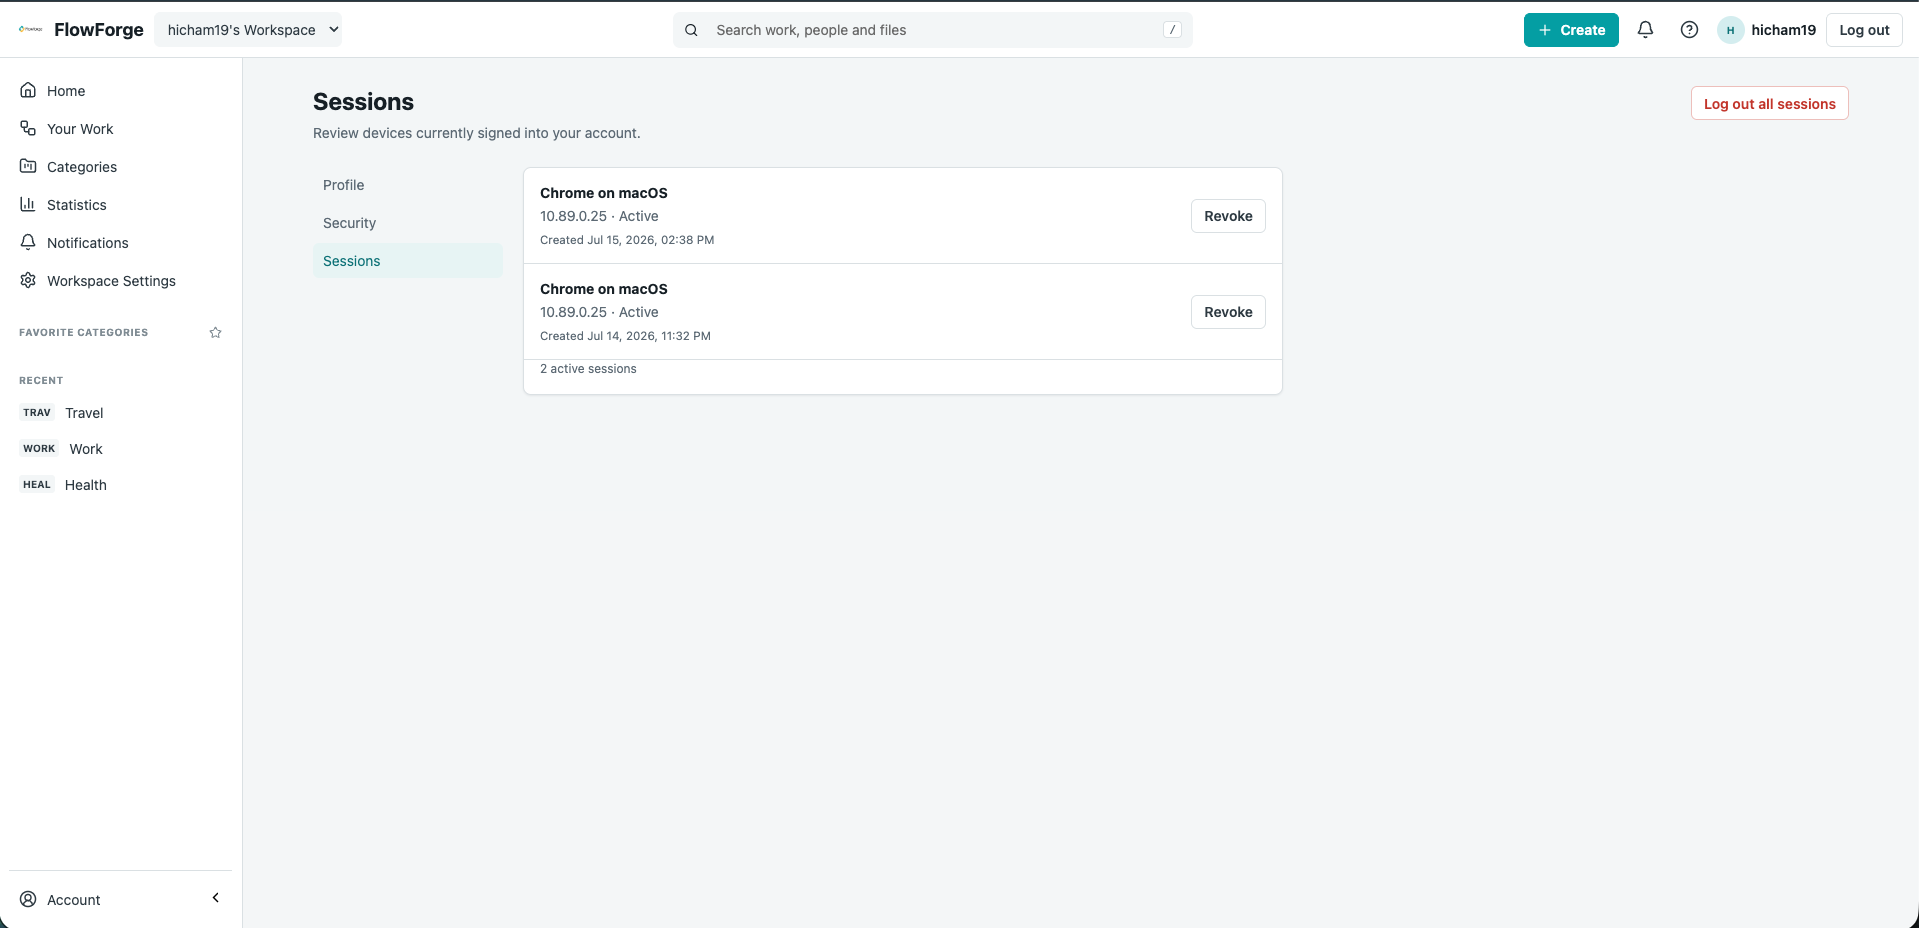 FlowForge
hicham19's Workspace
Search work, people and files
/
+ Create
H
hicham19
Log out
Home
Your Work
Categories
Statistics
Notifications
Workspace Settings
FAVORITE CATEGORIES
RECENT
TRAV Travel
WORK Work
HEAL Health
Account
Sessions
Review devices currently signed into your account.
Log out all sessions
Profile
Security
Sessions
Chrome on macOS
10.89.0.25 · Active
Created Jul 15, 2026, 02:38 PM
Revoke
Chrome on macOS
10.89.0.25 · Active
Created Jul 14, 2026, 11:32 PM
Revoke
2 active sessions